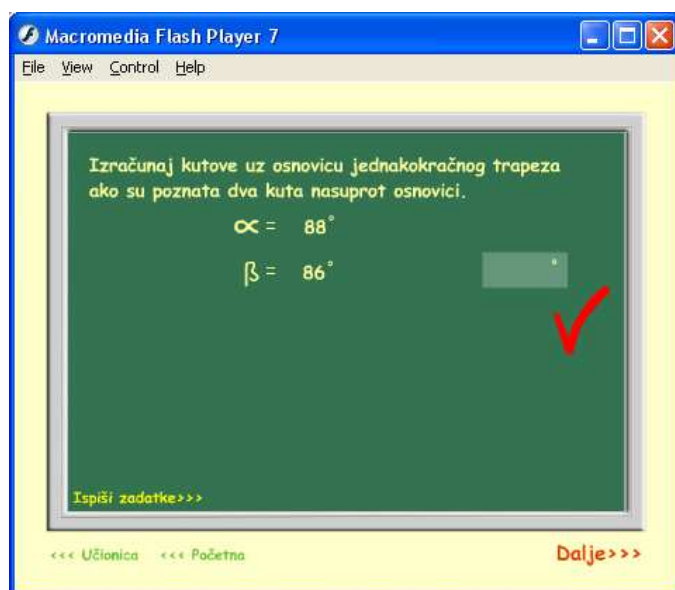 Macromedia Flash Player 7
File View Control Help
Izračunaj kutove uz osnovicu jednakokračnog trapeza
ako su poznata dva kuta nasuprot osnovici.
∝ = 88°
ß = 86° °
Ispiši zadatke>>>
<<< Učionica <<< Početna Dalje>>>